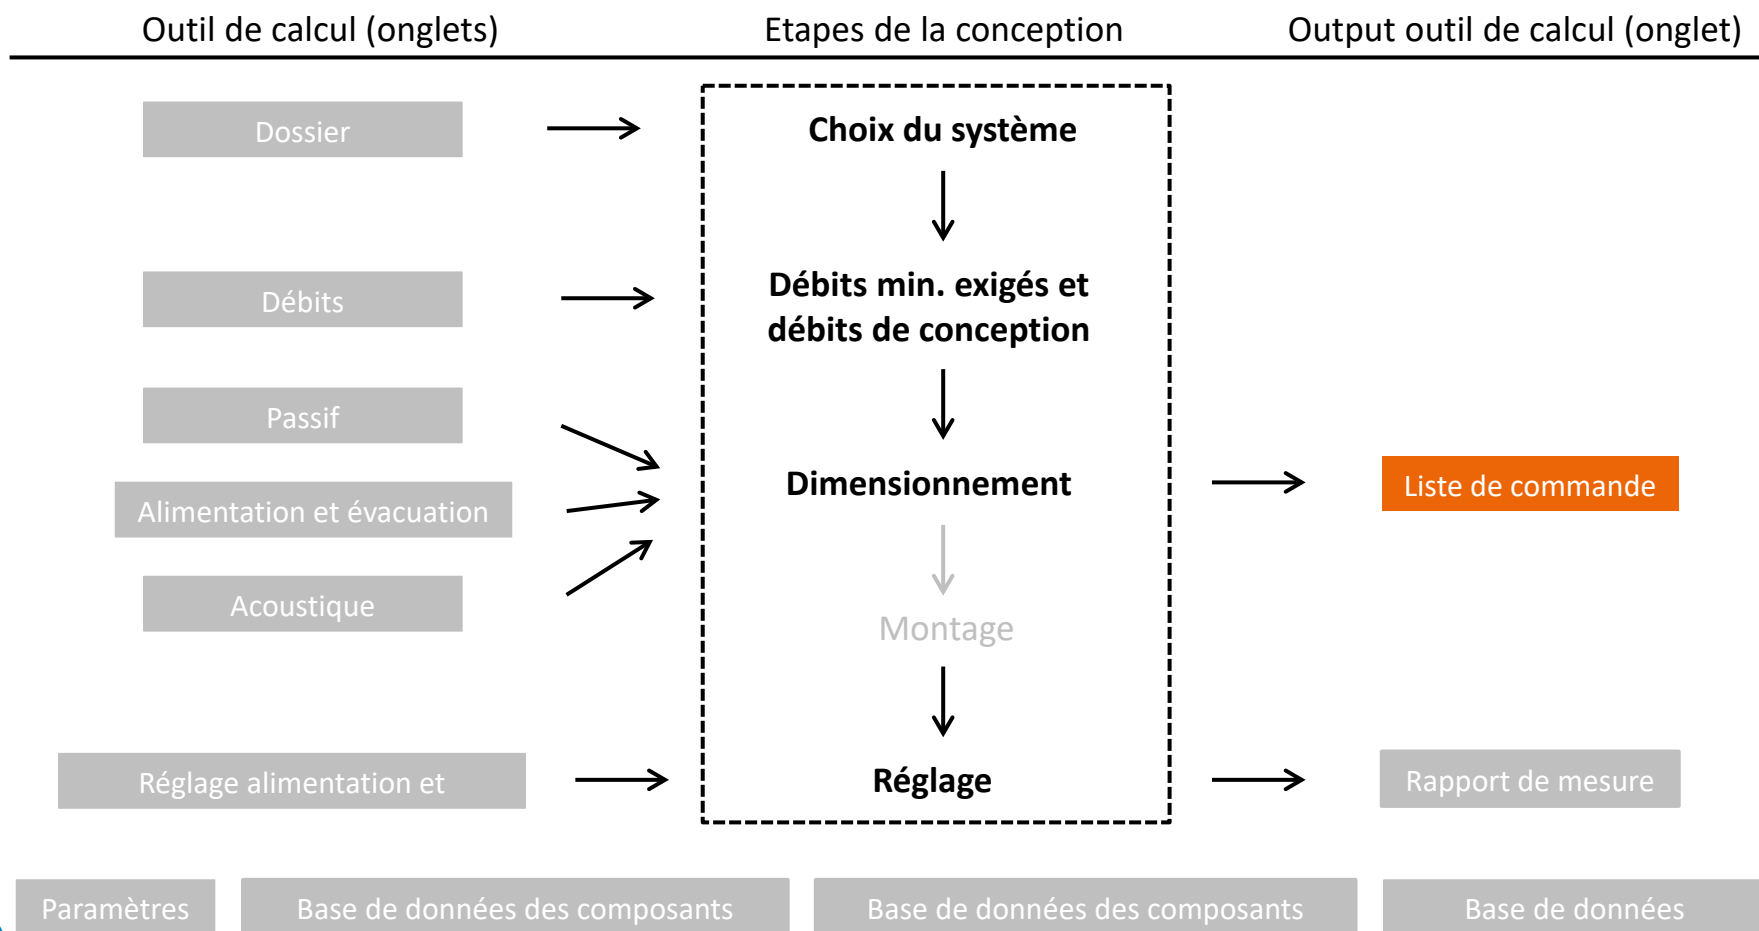 Outil de calcul (onglets)
Etapes de la conception
Output outil de calcul (onglet)
Dossier
Choix du système
Débits
Débits min. exigés et
débits de conception
Passif
Alimentation et évacuation
Dimensionnement
Liste de commande
Acoustique
Montage
Réglage alimentation et
Réglage
Rapport de mesure
Paramètres
Base de données des composants
Base de données des composants
Base de données